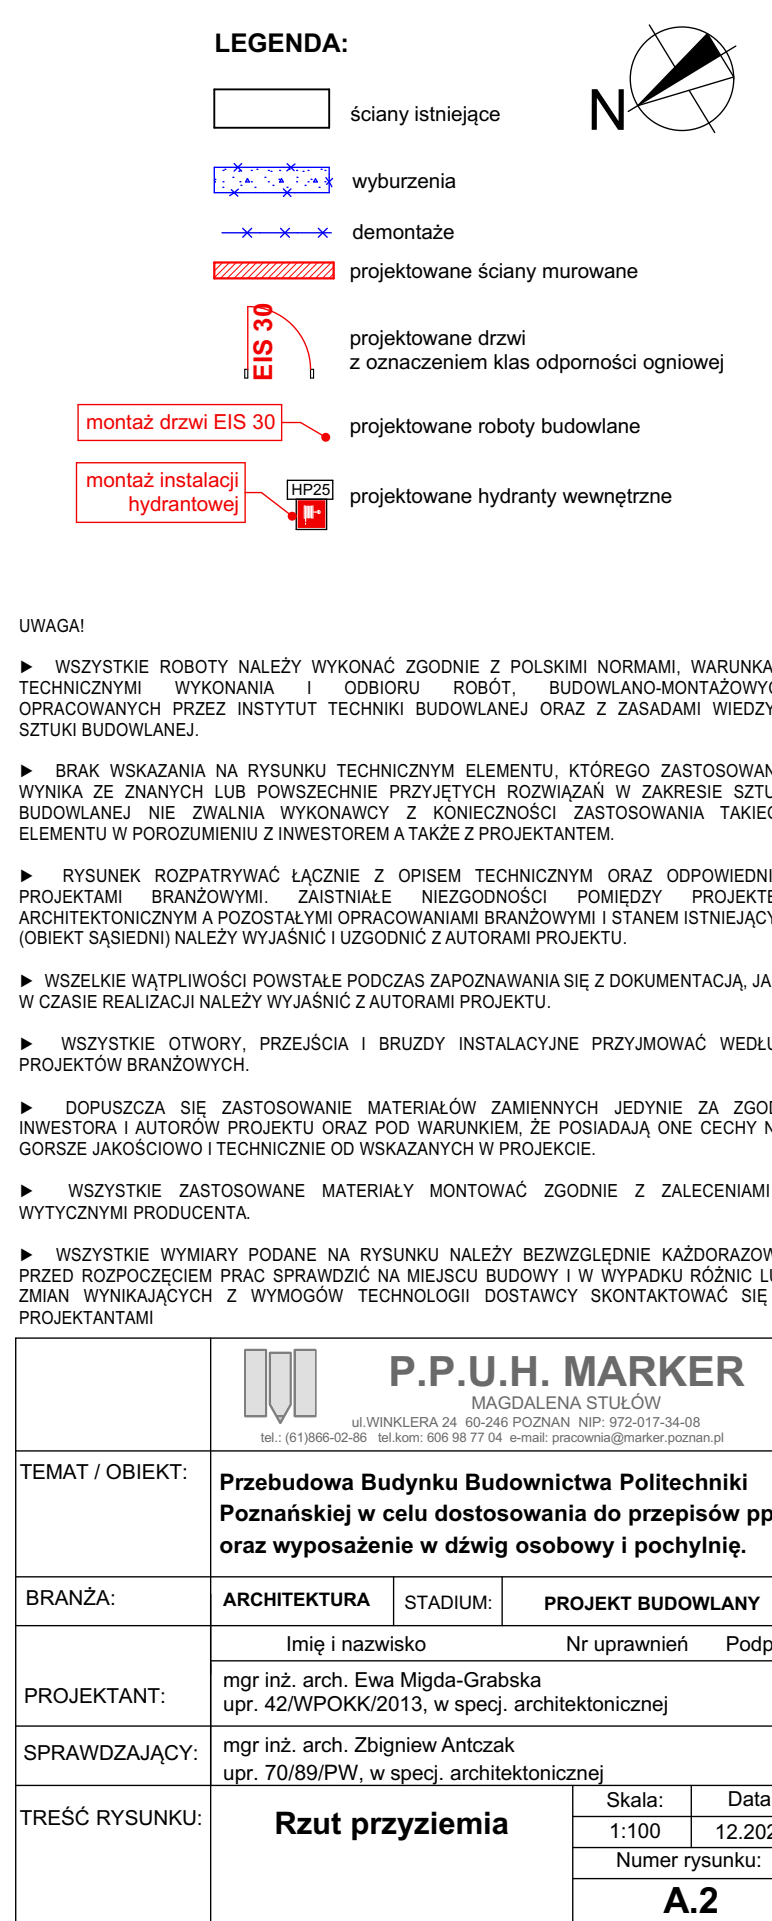 LEGENDA:
N
ściany istniejące
wyburzenia
demontaże
projektowane ściany murowane
EIS 30
projektowane drzwi
z oznaczeniem klas odporności ogniowej
montaż drzwi EIS 30
projektowane roboty budowlane
montaż instalacji
hydrantowej
HP25
projektowane hydranty wewnętrzne
UWAGA!
► WSZYSTKIE ROBOTY NALEŻY WYKONAĆ ZGODNIE Z POLSKIMI NORMAMI, WARUNKA
TECHNICZNYMI WYKONANIA I ODBIORU ROBÓT, BUDOWLANO-MONTAŻOWYC
OPRACOWANYCH PRZEZ INSTYTUT TECHNIKI BUDOWLANEJ ORAZ Z ZASADAMI WIEDZY
SZTUKI BUDOWLANEJ.
► BRAK WSKAZANIA NA RYSUNKU TECHNICZNYM ELEMENTU, KTÓREGO ZASTOSOWAN
WYNIKA ZE ZNANYCH LUB POWSZECHNIE PRZYJĘTYCH ROZWIĄZAŃ W ZAKRESIE SZTU
BUDOWLANEJ NIE ZWALNIA WYKONAWCY Z KONIECZNOŚCI ZASTOSOWANIA TAKIEG
ELEMENTU W POROZUMIENIU Z INWESTOREM A TAKŻE Z PROJEKTANTEM.
► RYSUNEK ROZPATRYWAĆ ŁĄCZNIE Z OPISEM TECHNICZNYM ORAZ ODPOWIEDNI
PROJEKTAMI BRANŻOWYMI. ZAISTNIAŁE NIEZGODNOŚCI POMIĘDZY PROJEKTE
ARCHITEKTONICZNYM A POZOSTAŁYMI OPRACOWANIAMI BRANŻOWYMI I STANEM ISTNIEJĄCY
(OBIEKT SĄSIEDNI) NALEŻY WYJAŚNIĆ I UZGODNIĆ Z AUTORAMI PROJEKTU.
► WSZELKIE WĄTPLIWOŚCI POWSTAŁE PODCZAS ZAPOZNAWANIA SIĘ Z DOKUMENTACJĄ, JA
W CZASIE REALIZACJI NALEŻY WYJAŚNIĆ Z AUTORAMI PROJEKTU.
► WSZYSTKIE OTWORY, PRZEJŚCIA I BRUZDY INSTALACYJNE PRZYJMOWAĆ WEDŁU
PROJEKTÓW BRANŻOWYCH.
► DOPUSZCZA SIĘ ZASTOSOWANIE MATERIAŁÓW ZAMIENNYCH JEDYNIE ZA ZGOD
INWESTORA I AUTORÓW PROJEKTU ORAZ POD WARUNKIEM, ŻE POSIADAJĄ ONE CECHY N
GORSZE JAKOŚCIOWO I TECHNICZNIE OD WSKAZANYCH W PROJEKCIE.
► WSZYSTKIE ZASTOSOWANE MATERIAŁY MONTOWAĆ ZGODNIE Z ZALECENIAMI
WYTYCZNYMI PRODUCENTA.
► WSZYSTKIE WYMIARY PODANE NA RYSUNKU NALEŻY BEZWZGLĘDNIE KAŻDORAZOW
PRZED ROZPOCZĘCIEM PRAC SPRAWDZIĆ NA MIEJSCU BUDOWY I W WYPADKU RÓŻNIC LU
ZMIAN WYNIKAJĄCYCH Z WYMOGÓW TECHNOLOGII DOSTAWCY SKONTAKTOWAĆ SIĘ
PROJEKTANTAMI
P.P.U.H. MARKER
MAGDALENA STUŁÓW
ul.WINKLERA 24 60-246 POZNAN NIP: 972-017-34-08
tel.: (61)866-02-86 tel.kom: 606 98 77 04 e-mail: pracownia@marker.poznan.pl
TEMAT / OBIEKT:
Przebudowa Budynku Budownictwa Politechniki
Poznańskiej w celu dostosowania do przepisów pp
oraz wyposażenie w dźwig osobowy i pochylnię.
BRANŻA: ARCHITEKTURA STADIUM: PROJEKT BUDOWLANY
Imię i nazwisko Nr uprawnień Podp
PROJEKTANT:
mgr inż. arch. Ewa Migda-Grabska
upr. 42/WPOKK/2013, w specj. architektonicznej
SPRAWDZAJĄCY:
mgr inż. arch. Zbigniew Antczak
upr. 70/89/PW, w specj. architektonicznej
TREŚĆ RYSUNKU:
Rzut przyziemia
Skala: Data
1:100 12.202
Numer rysunku:
A.2